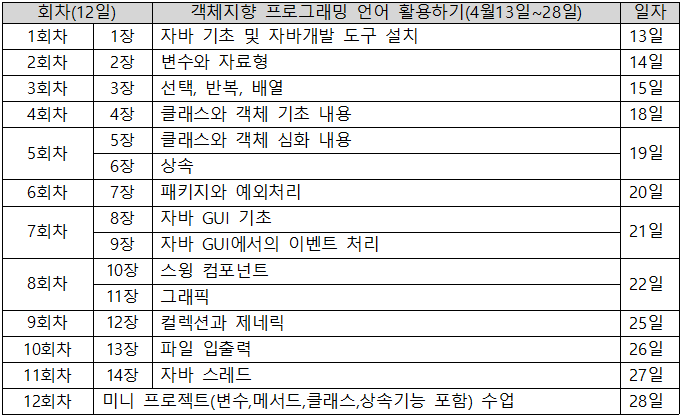 회차(12일) 객체지향 프로그래밍 언어 활용하기(4월13일~28일) 일자
1회차 1장 자바 기초 및 자바개발 도구 설치 13일
2회차 2장 변수와 자료형 14일
3회차 3장 선택, 반복, 배열 15일
4회차 4장 클래스와 객체 기초 내용 18일
5회차 5장 클래스와 객체 심화 내용 19일
6장 상속
6회차 7장 패키지와 예외처리 20일
7회차 8장 자바 GUI 기초 21일
9장 자바 GUI에서의 이벤트 처리
8회차 10장 스윙 컴포넌트 22일
11장 그래픽
9회차 12장 컬렉션과 제네릭 25일
10회차 13장 파일 입출력 26일
11회차 14장 자바 스레드 27일
12회차 미니 프로젝트(변수,메서드,클래스,상속기능 포함) 수업 28일